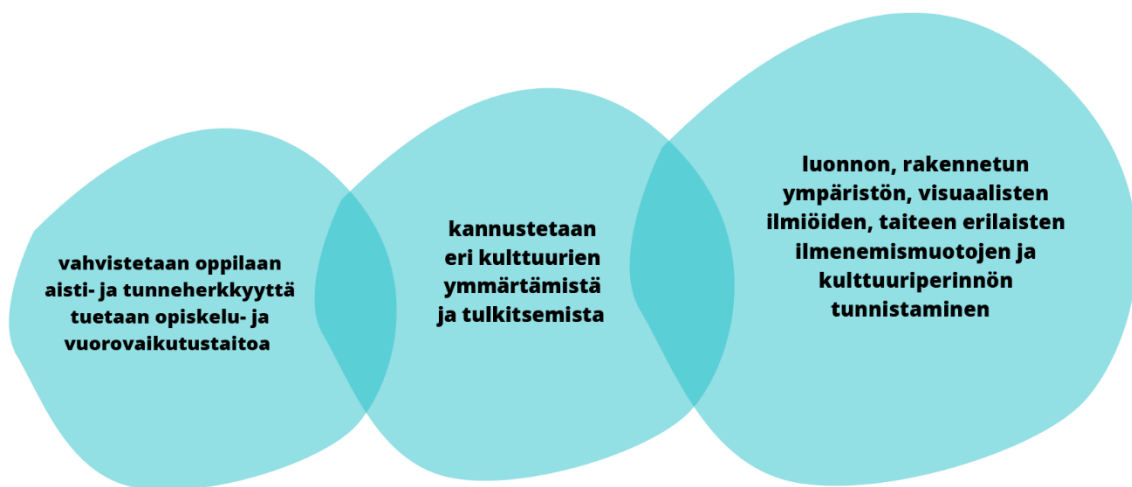 vahvistetaan oppilaan
aisti- ja tunneherkkyyttä
tuetaan opiskelu- ja
vuorovaikutustaitoa
kannustetaan
eri kulttuurien
ymmärtämistä
ja tulkitsemista
luonnon, rakennetun
ympäristön, visuaalisten
ilmiöiden, taiteen erilaisten
ilmenemismuotojen ja
kulttuuriperinnön
tunnistaminen